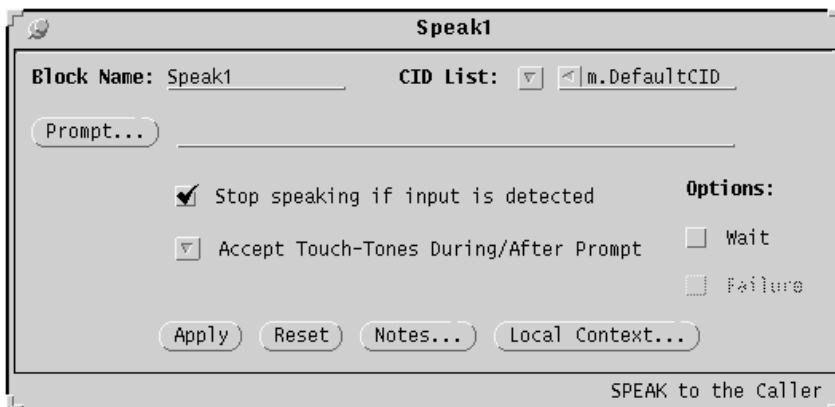 Speak1
Block Name: Speak1 CID List: m.DefaultCID
Prompt...
Stop speaking if input is detected
Options:
Accept Touch-Tones During/After Prompt
Wait
Failure
Apply Reset Notes... Local Context...
SPEAK to the Caller